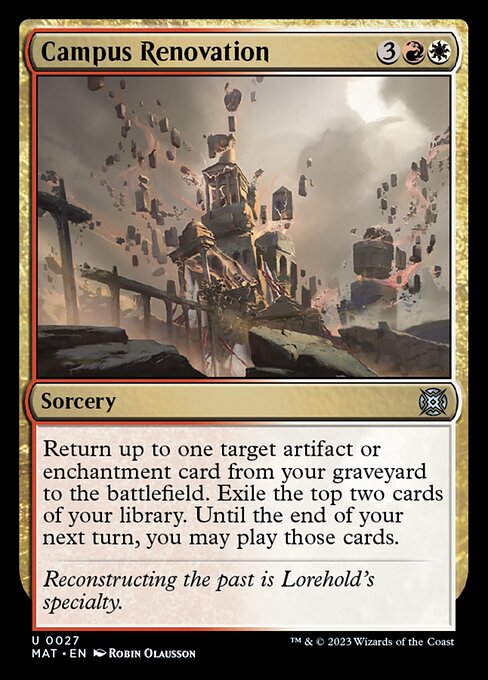 Campus Renovation 3
Sorcery
Return up to one target artifact or
enchantment card from your graveyard
to the battlefield. Exile the top two cards
of your library. Until the end of your
next turn, you may play those cards.
Reconstructing the past is Lorehold’s
specialty.
U 0027
MAT • EN Robin Olausson
™ & © 2023 Wizards of the Coast